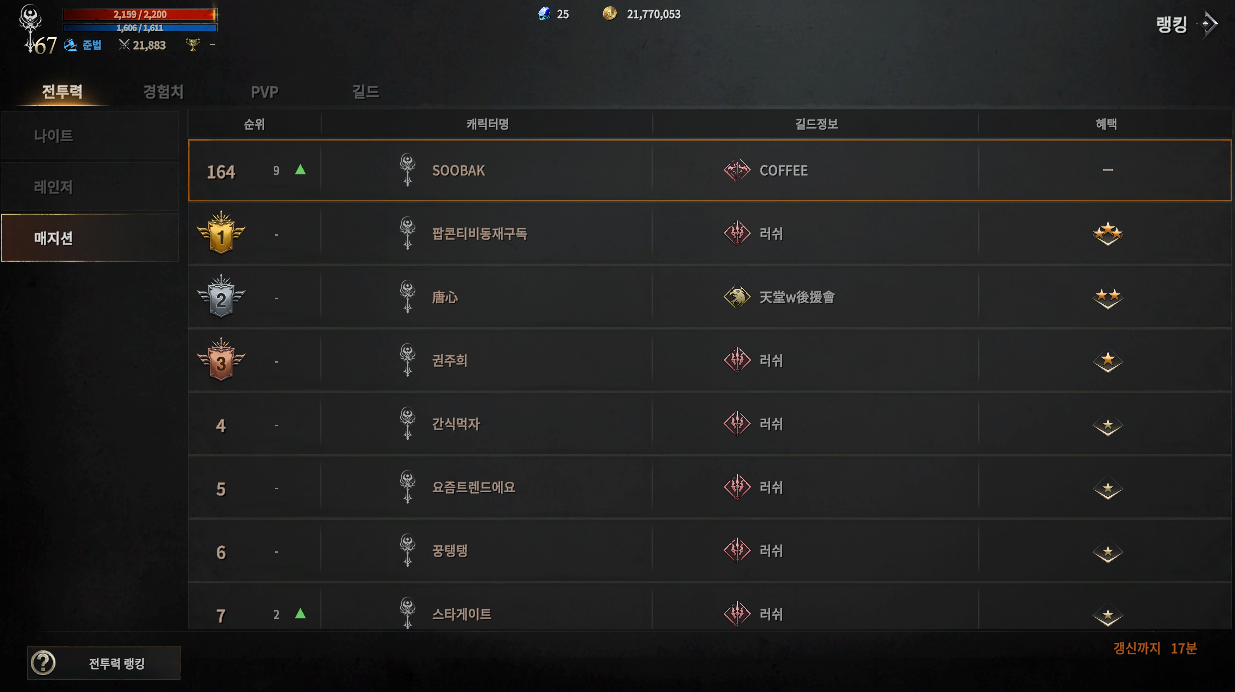 2,159 / 2,200
1,606 / 1,611
67 준법 21,883 -
25 21,770,053
랭킹
전투력 경험치 PVP 길드
나이트
레인저
매지션
순위 캐릭터명 길드정보 혜택
164 9 SOOBAK COFFEE –
1 - 팝콘티비동재구독 러쉬
2 - 唐心 天堂w後援會
3 - 권주희 러쉬
4 - 간식먹자 러쉬
5 - 요즘트렌드에요 러쉬
6 - 꽁탱탱 러쉬
7 2 스타게이트 러쉬
? 전투력 랭킹
갱신까지 17분